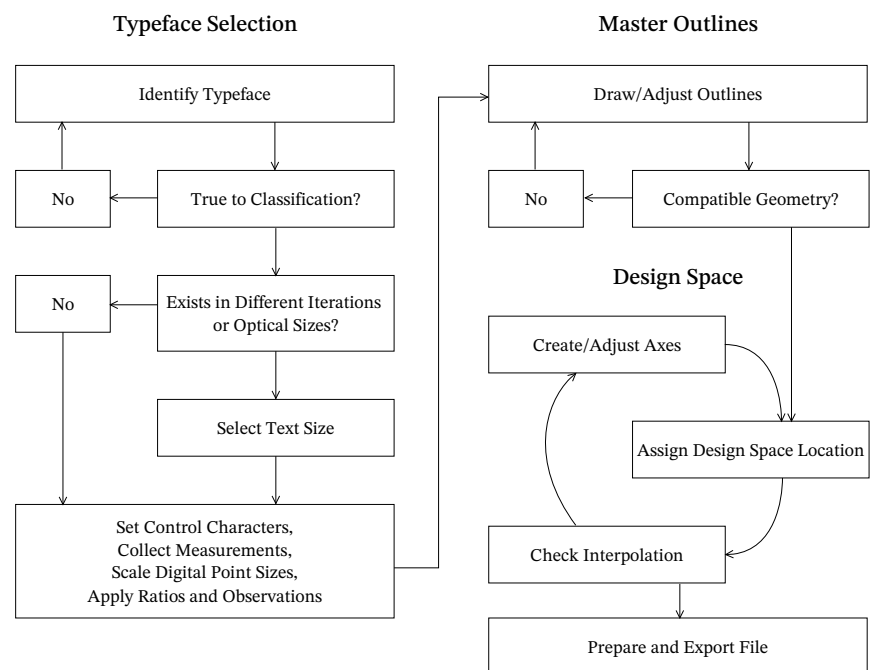 Typeface Selection
Identify Typeface
No
True to Classification?
No
Exists in Different Iterations
or Optical Sizes?
Select Text Size
Set Control Characters,
Collect Measurements,
Scale Digital Point Sizes,
Apply Ratios and Observations
Master Outlines
Draw/Adjust Outlines
No
Compatible Geometry?
Design Space
Create/Adjust Axes
Assign Design Space Location
Check Interpolation
Prepare and Export File